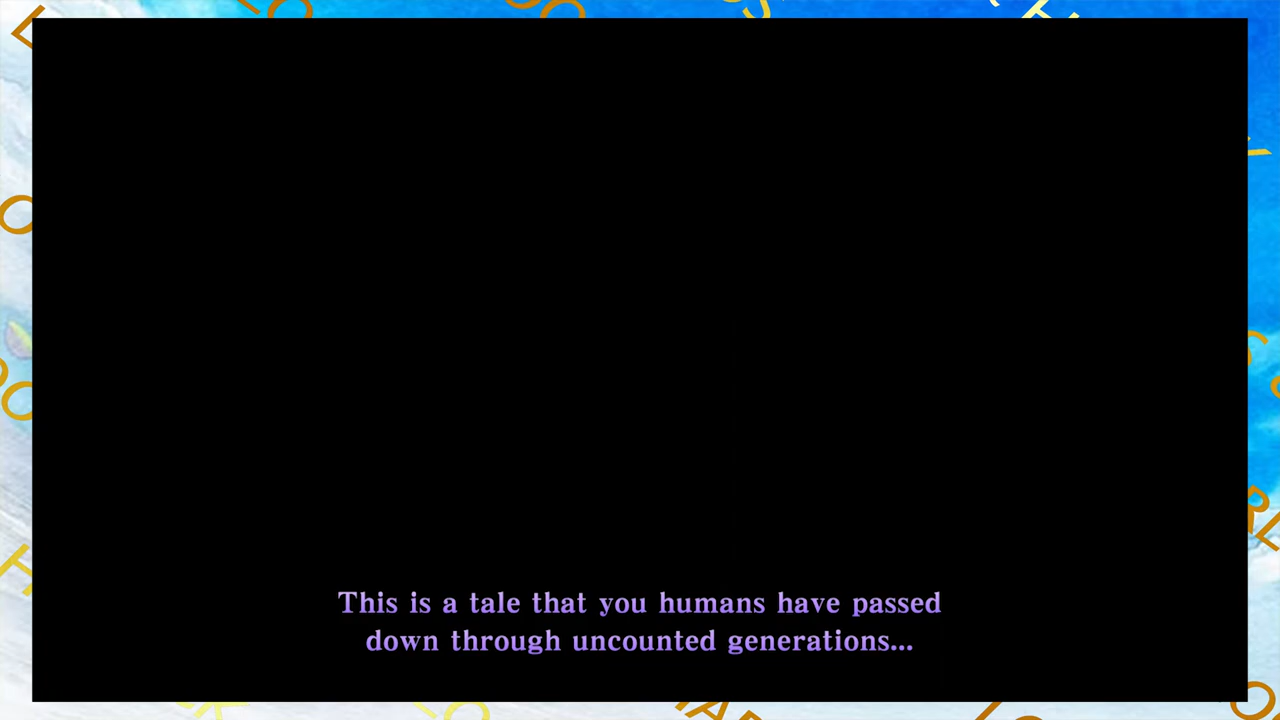 This is a tale that you humans have passed
down through uncounted generations...